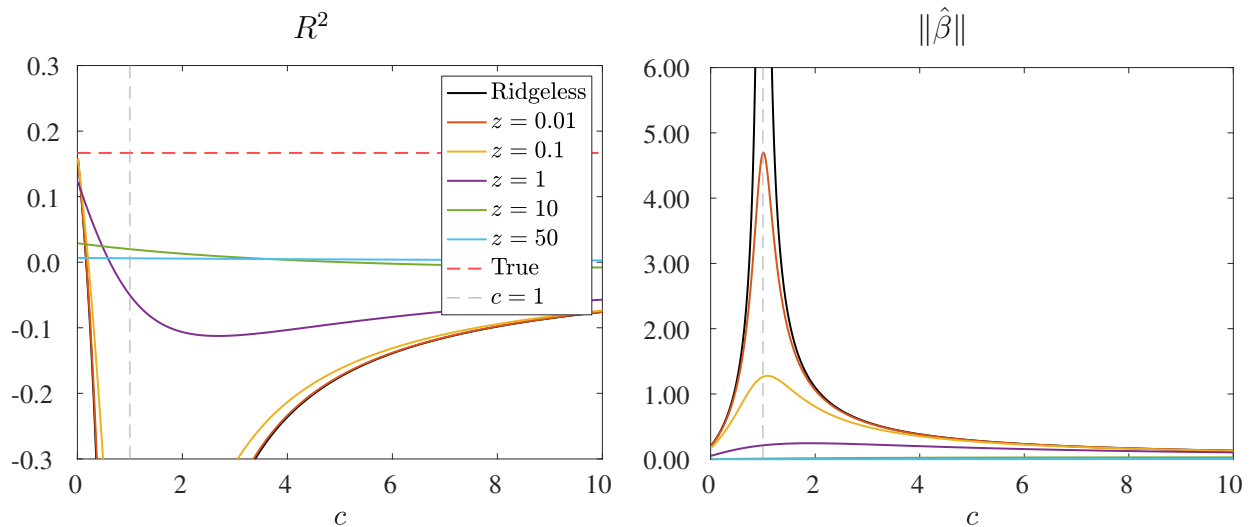 R²
0.3
0.2
0.1
0.0
-0.1
-0.2
-0.3
0
2
4
6
8
10
c
Ridgeless
z = 0.01
z = 0.1
z = 1
z = 10
z = 50
True
c = 1
‖β̂‖
6.00
5.00
4.00
3.00
2.00
1.00
0.00
0
2
4
6
8
10
c